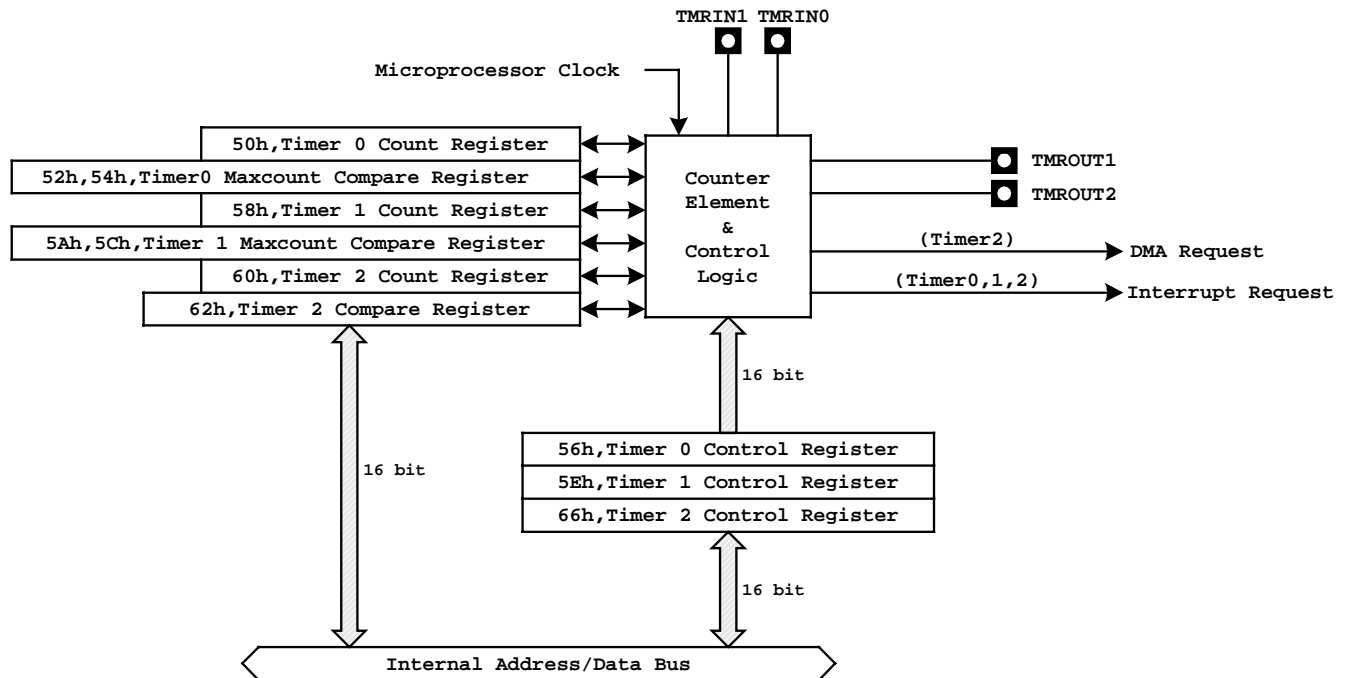 TMRIN1 TMRIN0
Microprocessor Clock
50h,Timer 0 Count Register
52h,54h,Timer0 Maxcount Compare Register
58h,Timer 1 Count Register
5Ah,5Ch,Timer 1 Maxcount Compare Register
60h,Timer 2 Count Register
62h,Timer 2 Compare Register
Counter
Element
&
Control
Logic
TMROUT1
TMROUT2
(Timer2)
DMA Request
(Timer0,1,2)
Interrupt Request
16 bit
56h,Timer 0 Control Register
5Eh,Timer 1 Control Register
66h,Timer 2 Control Register
16 bit
16 bit
Internal Address/Data Bus